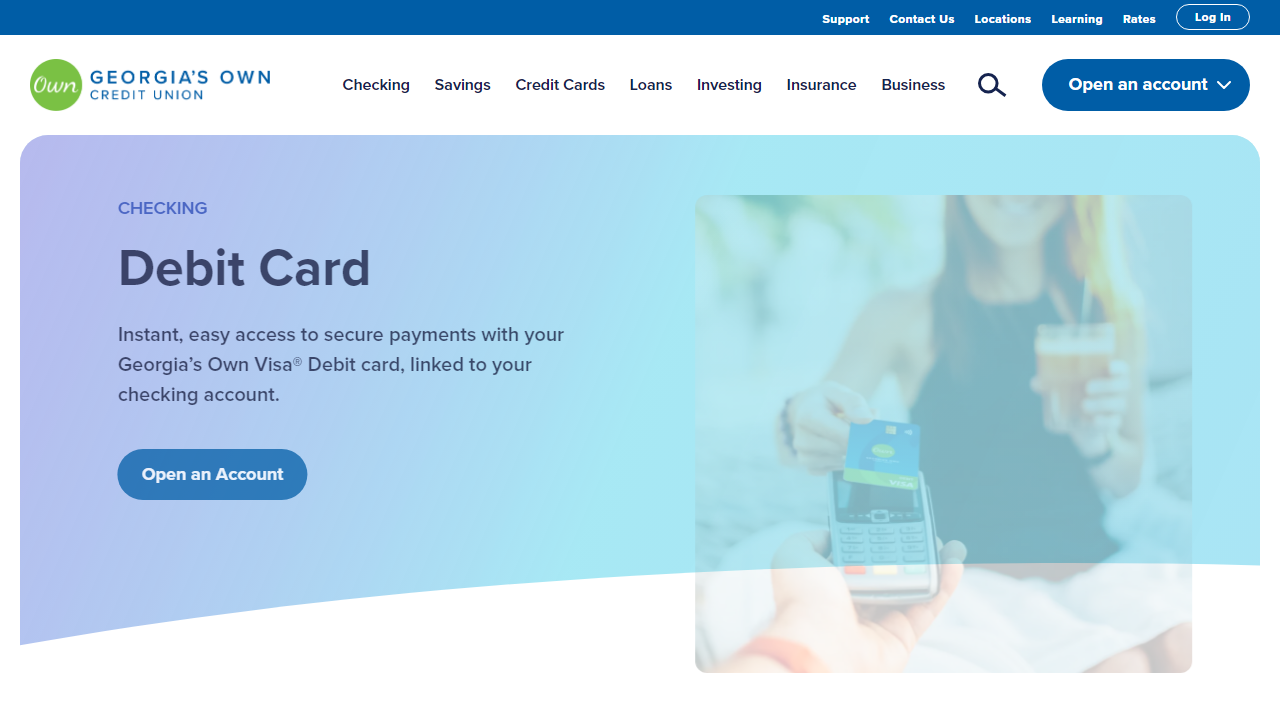 Support Contact Us Locations Learning Rates Log In
Own GEORGIA'S OWN
CREDIT UNION
Checking Savings Credit Cards Loans Investing Insurance Business Open an account
CHECKING
Debit Card
Instant, easy access to secure payments with your
Georgia’s Own Visa® Debit card, linked to your
checking account.
Open an Account
Own
VISA